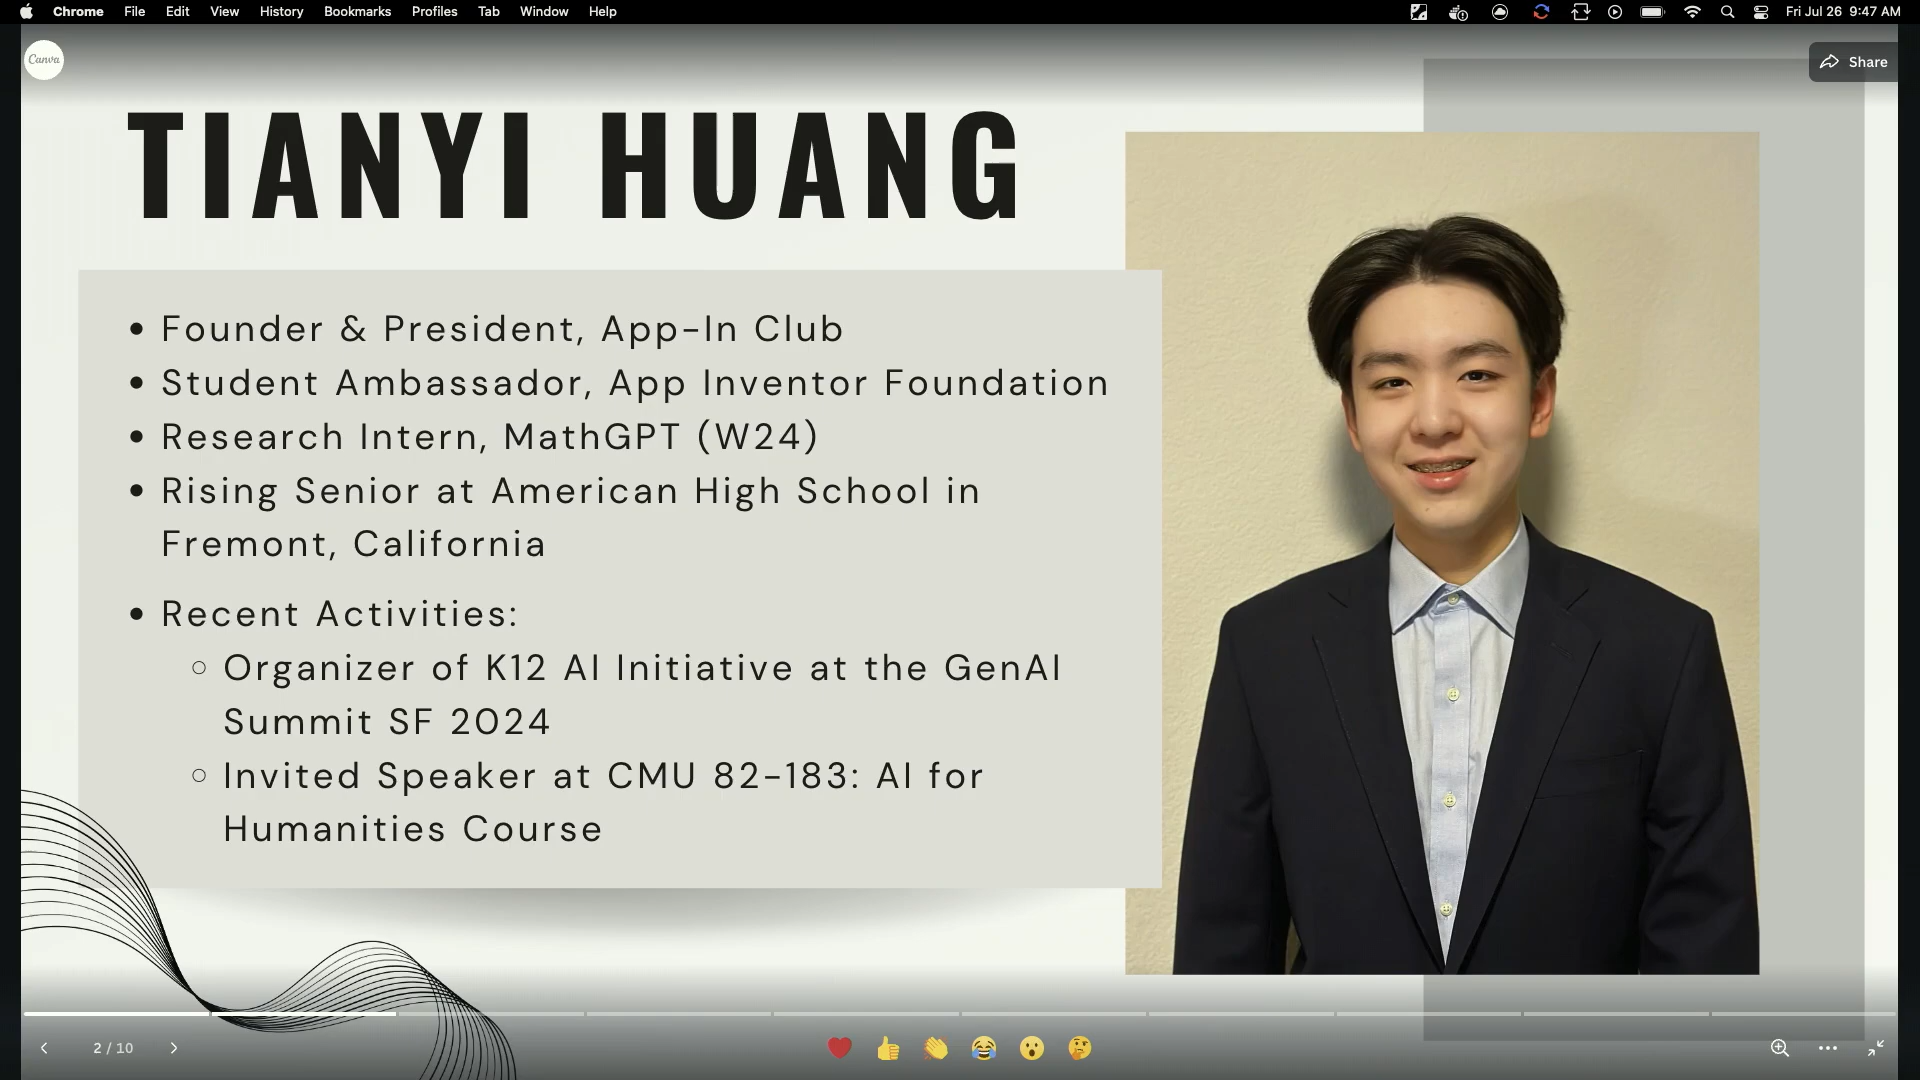 Chrome File Edit View History Bookmarks Profiles Tab Window Help Fri Jul 26 9:47 AM
Canva
Share
TIANYI HUANG
• Founder & President, App-In Club
• Student Ambassador, App Inventor Foundation
• Research Intern, MathGPT (W24)
• Rising Senior at American High School in
Fremont, California
• Recent Activities:
○ Organizer of K12 AI Initiative at the GenAI
Summit SF 2024
○ Invited Speaker at CMU 82-183: AI for
Humanities Course
2 / 10